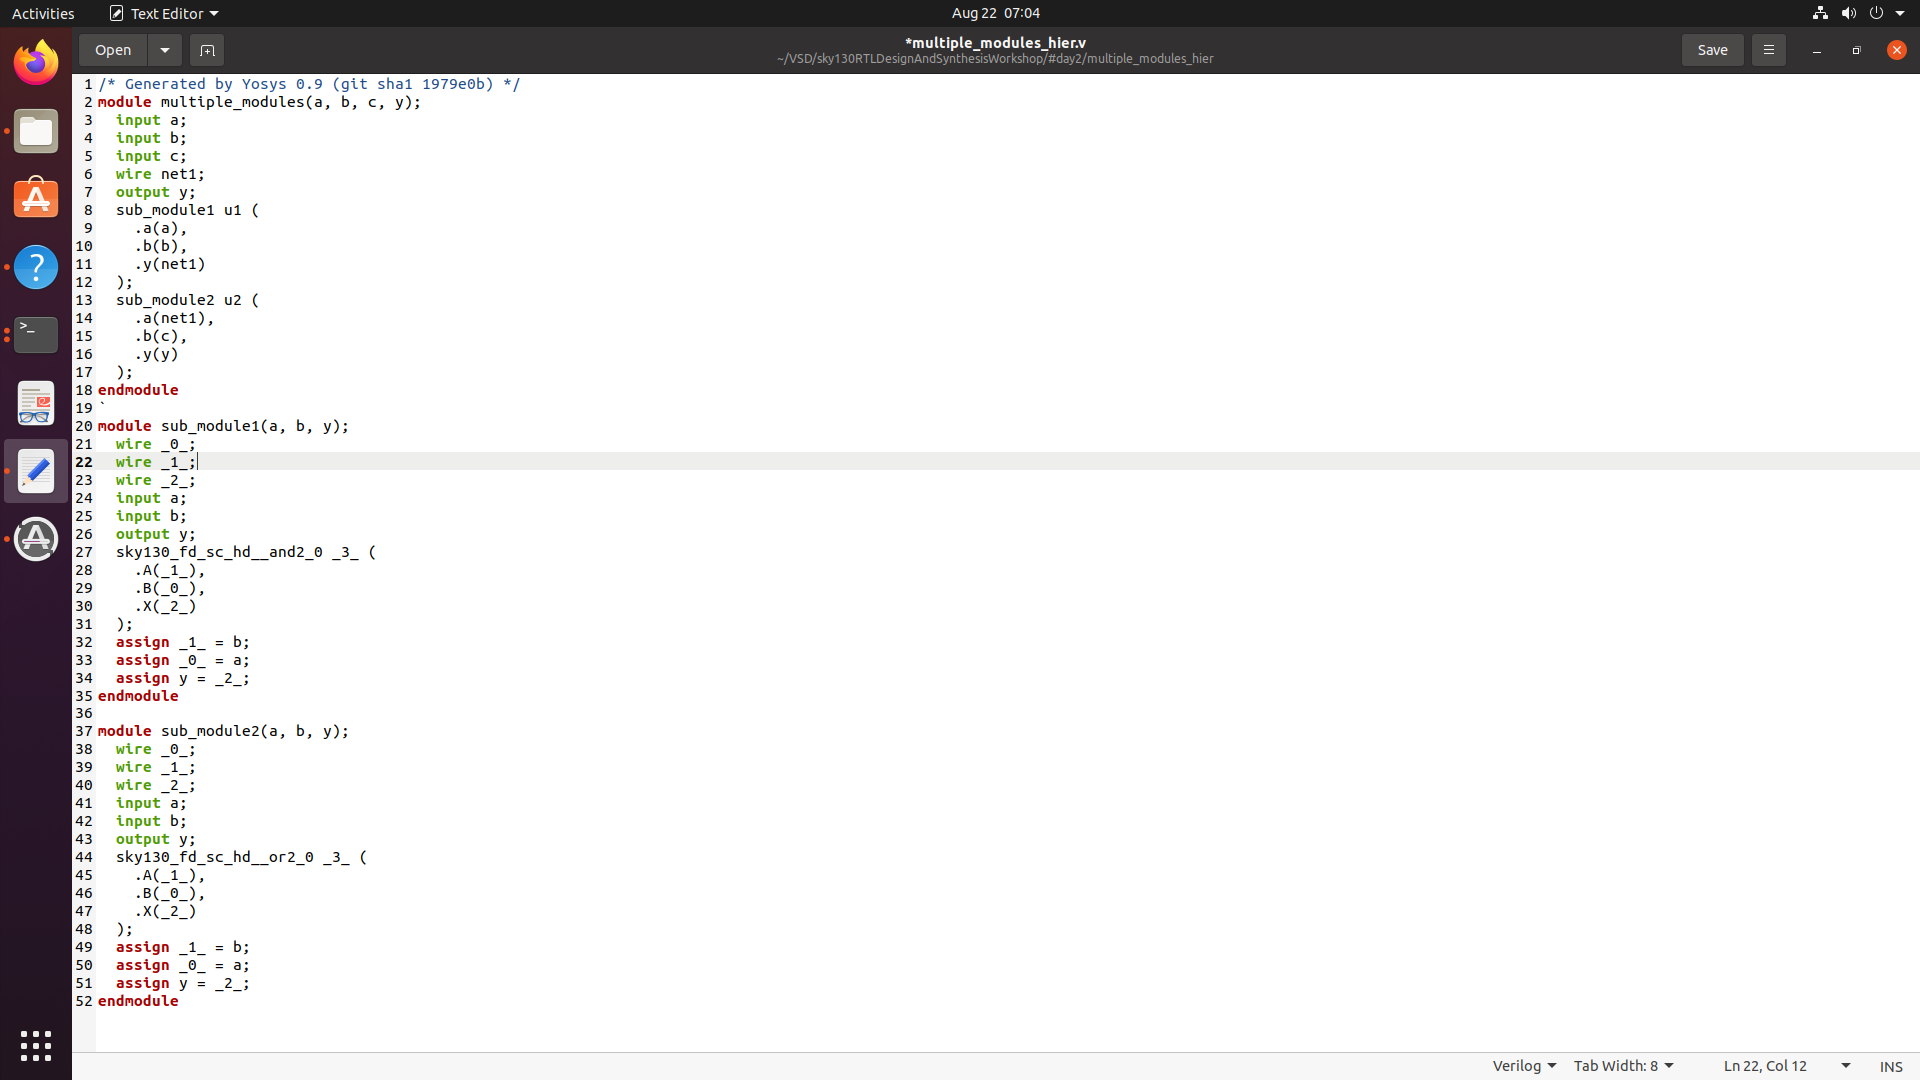 Activities
Text Editor
Aug 22 07:04
Open
*multiple_modules_hier.v
~/VSD/sky130RTLDesignAndSynthesisWorkshop/#day2/multiple_modules_hier
Save
1 /* Generated by Yosys 0.9 (git sha1 1979e0b) */
2 module multiple_modules(a, b, c, y);
3   input a;
4   input b;
5   input c;
6   wire net1;
7   output y;
8   sub_module1 u1 (
9     .a(a),
10     .b(b),
11     .y(net1)
12   );
13   sub_module2 u2 (
14     .a(net1),
15     .b(c),
16     .y(y)
17   );
18 endmodule
19 `
20 module sub_module1(a, b, y);
21   wire _0_;
22   wire _1_;
23   wire _2_;
24   input a;
25   input b;
26   output y;
27   sky130_fd_sc_hd__and2_0 _3_ (
28     .A(_1_),
29     .B(_0_),
30     .X(_2_)
31   );
32   assign _1_ = b;
33   assign _0_ = a;
34   assign y = _2_;
35 endmodule
36
37 module sub_module2(a, b, y);
38   wire _0_;
39   wire _1_;
40   wire _2_;
41   input a;
42   input b;
43   output y;
44   sky130_fd_sc_hd__or2_0 _3_ (
45     .A(_1_),
46     .B(_0_),
47     .X(_2_)
48   );
49   assign _1_ = b;
50   assign _0_ = a;
51   assign y = _2_;
52 endmodule
Verilog
Tab Width: 8
Ln 22, Col 12
INS